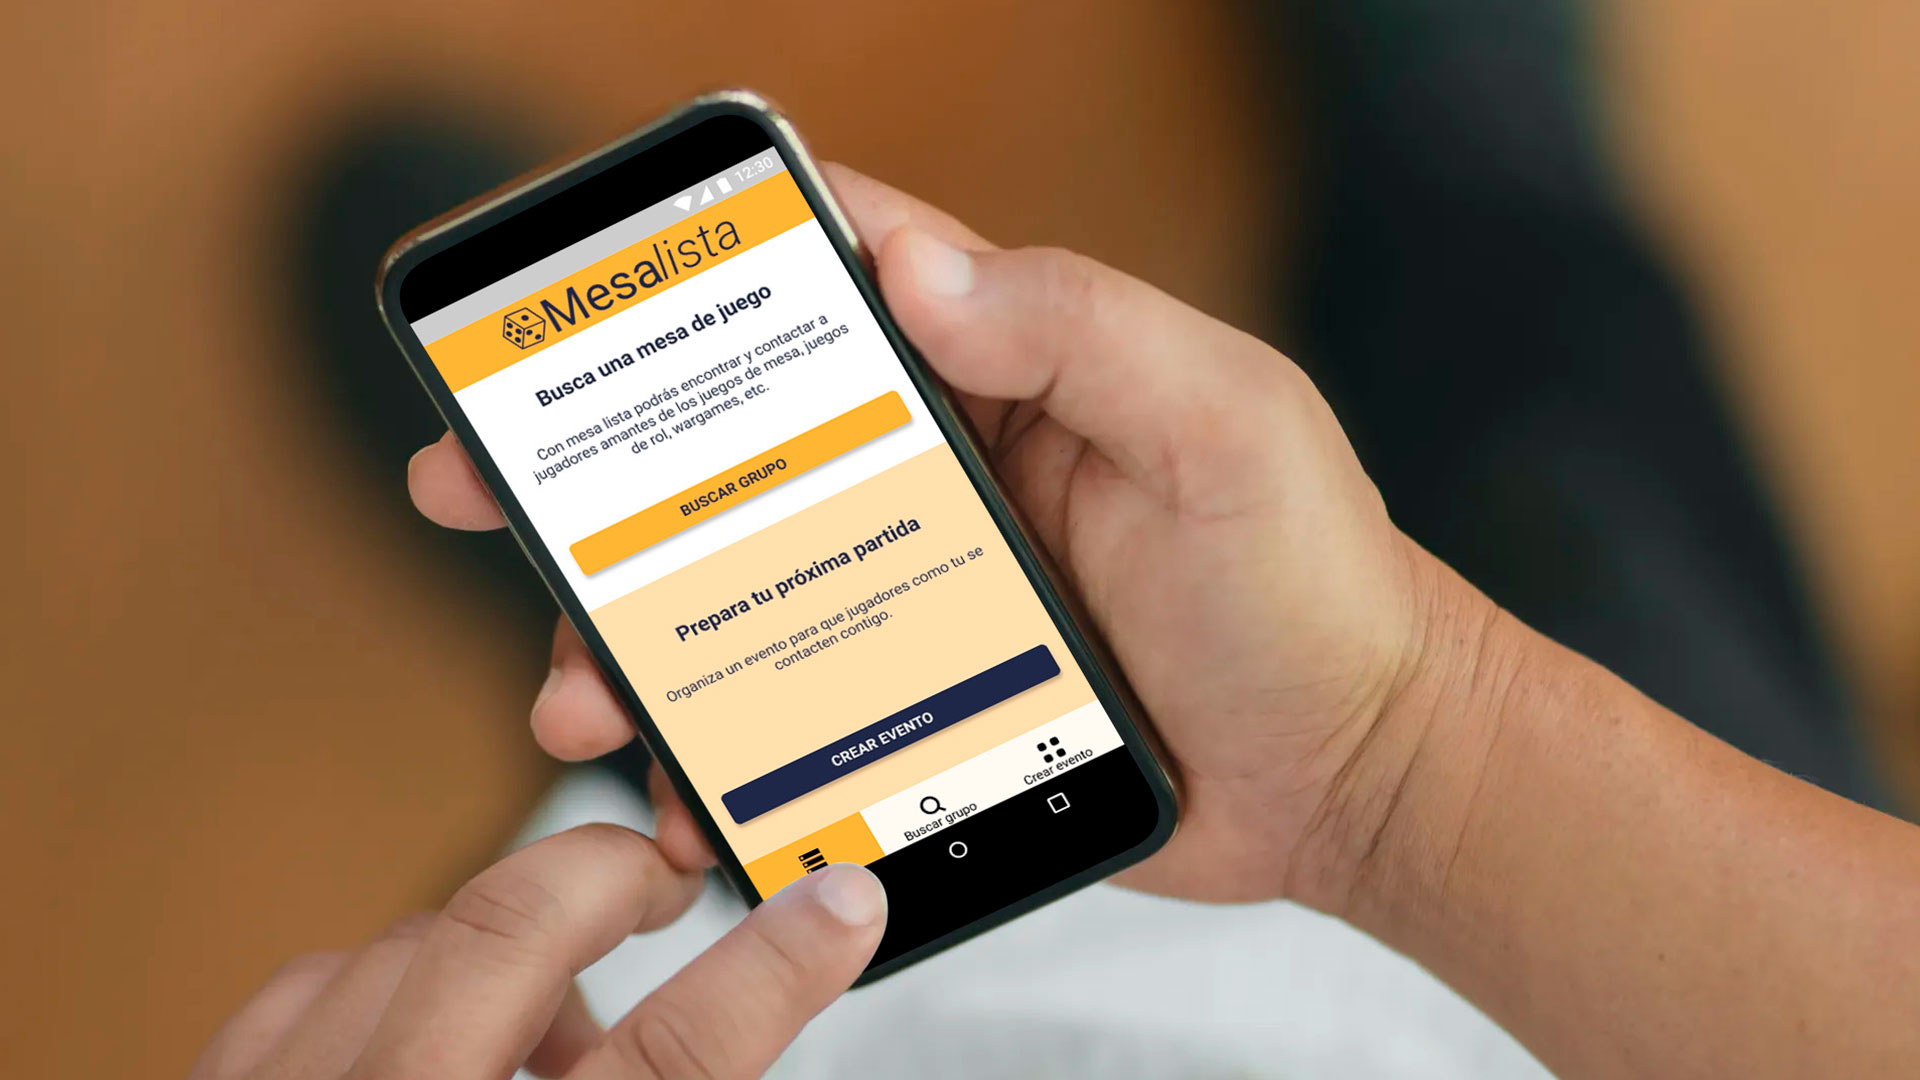 12:30
Mesalista
Busca una mesa de juego
Con mesa lista podrás encontrar y contactar a
jugadores amantes de los juegos de mesa, juegos
de rol, wargames, etc.
BUSCAR GRUPO
Prepara tu próxima partida
Organiza un evento para que jugadores como tu se
contacten contigo.
CREAR EVENTO
Buscar grupo
Crear evento